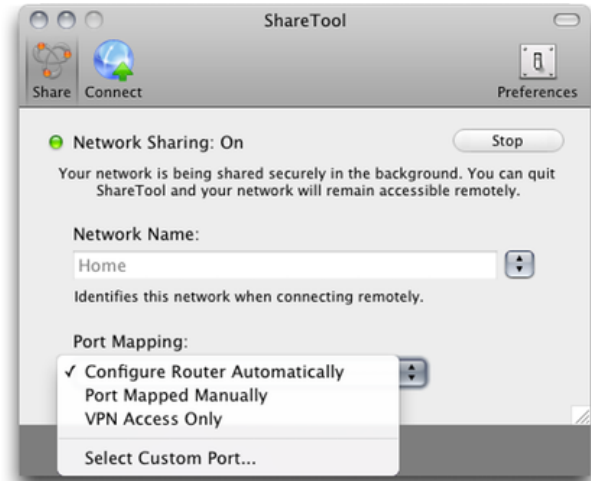 ShareTool
Share
Connect
Preferences
Network Sharing: On
Stop
Your network is being shared securely in the background. You can quit
ShareTool and your network will remain accessible remotely.
Network Name:
Home
Identifies this network when connecting remotely.
Port Mapping:
✓ Configure Router Automatically
Port Mapped Manually
VPN Access Only
Select Custom Port...